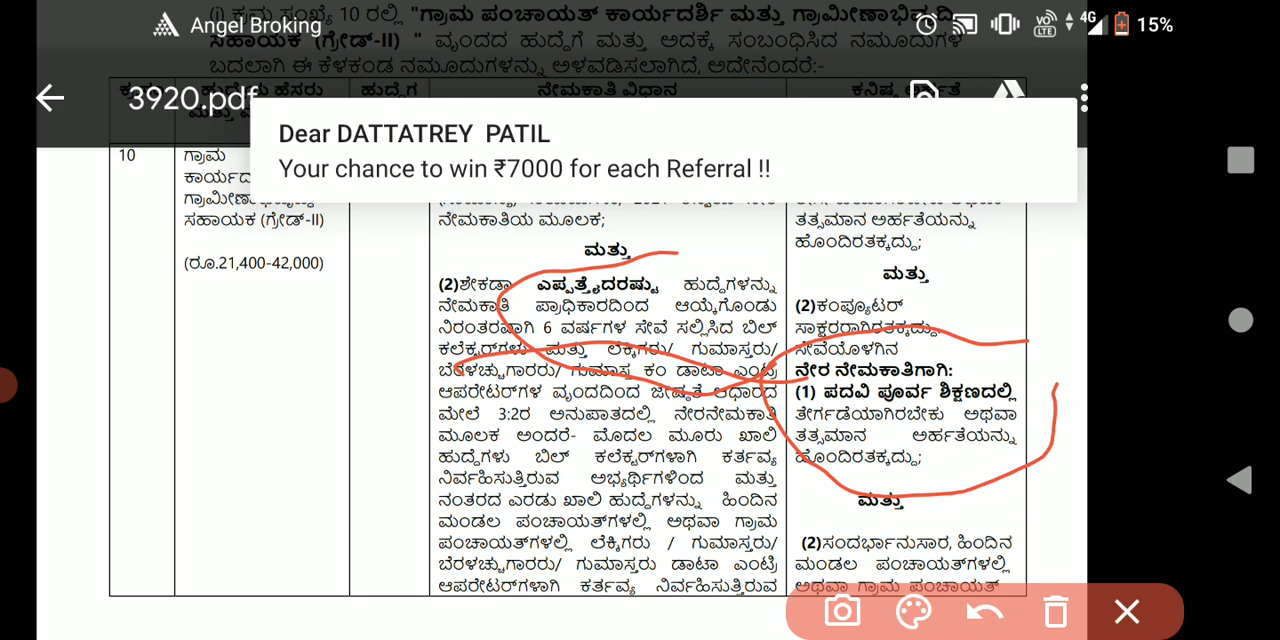 (i) ಕ್ರಮ ಸಂಖ್ಯೆ 10 ರಲ್ಲಿ "ಗ್ರಾಮ ಪಂಚಾಯತ್ ಕಾರ್ಯದರ್ಶಿ ಮತ್ತು ಗ್ರಾಮೀಣಾಭಿವೃದ್ಧಿ
Angel Broking
4G 15%
ಸಹಾಯಕ (ಗ್ರೇಡ್-II) " ವೃಂದದ ಹುದ್ದೆಗೆ ಮತ್ತು ಅದಕ್ಕೆ ಸಂಬಂಧಿಸಿದ ನಮೂದುಗಳ
ಬದಲಾಗಿ ಈ ಕೆಳಕಂಡ ನಮೂದುಗಳನ್ನು ಅಳವಡಿಸಲಾಗಿದೆ, ಅದೇನೆಂದರೆ:-
3920.pdf
ಹುದ್ದೆಯ ಹೆಸರು
ಹುದ್ದೆಗ
ನೇಮಕಾತಿ ವಿಧಾನ
ಕನಿಷ್ಠ ಅರ್ಹತೆ
Dear DATTATREY PATIL
Your chance to win ₹7000 for each Referral !!
10
ಗ್ರಾಮ
ಸಹಾಯಕ (ಗ್ರೇಡ್-II)
(ರೂ.21,400-42,000)
ನೇಮಕಾತಿಯ ಮೂಲಕ;
ಮತ್ತು
(2)ಶೇಕಡಾ ಎಪ್ಪತ್ತೈದರಷ್ಟು ಹುದ್ದೆಗಳನ್ನು
ನೇಮಕಾತಿ ಪ್ರಾಧಿಕಾರದಿಂದ ಆಯ್ಕೆಗೊಂಡು
ನಿರಂತರವಾಗಿ 6 ವರ್ಷಗಳ ಸೇವೆ ಸಲ್ಲಿಸಿದ ಬಿಲ್
ಕಲೆಕ್ಟರ್‌ಗಳು ಮತ್ತು ಲೆಕ್ಕಿಗರು/ ಗುಮಾಸ್ತರು/
ಬೆರಳಚ್ಚುಗಾರರು/ ಗುಮಾಸ್ತ ಕಂ ಡಾಟಾ ಎಂಟ್ರಿ
ಆಪರೇಟರ್‌ಗಳ ವೃಂದದಿಂದ ಜೇಷ್ಠತೆ ಆಧಾರದ
ಮೇಲೆ 3:2ರ ಅನುಪಾತದಲ್ಲಿ ನೇರನೇಮಕಾತಿ
ಮೂಲಕ ಅಂದರೆ- ಮೊದಲ ಮೂರು ಖಾಲಿ
ಹುದ್ದೆಗಳು ಬಿಲ್ ಕಲೆಕ್ಟರ್‌ಗಳಾಗಿ ಕರ್ತವ್ಯ
ನಿರ್ವಹಿಸುತ್ತಿರುವ ಅಭ್ಯರ್ಥಿಗಳಿಂದ ಮತ್ತು
ನಂತರದ ಎರಡು ಖಾಲಿ ಹುದ್ದೆಗಳನ್ನು ಹಿಂದಿನ
ಮಂಡಲ ಪಂಚಾಯತ್‌ಗಳಲ್ಲಿ ಅಥವಾ ಗ್ರಾಮ
ಪಂಚಾಯತ್‌ಗಳಲ್ಲಿ ಲೆಕ್ಕಿಗರು / ಗುಮಾಸ್ತರು/
ಬೆರಳಚ್ಚುಗಾರರು/ ಗುಮಾಸ್ತರು ಡಾಟಾ ಎಂಟ್ರಿ
ಆಪರೇಟರ್‌ಗಳಾಗಿ ಕರ್ತವ್ಯ ನಿರ್ವಹಿಸುತ್ತಿರುವ
ತತ್ಸಮಾನ ಅರ್ಹತೆಯನ್ನು
ಹೊಂದಿರತಕ್ಕದ್ದು;
ಮತ್ತು
(2)ಕಂಪ್ಯೂಟರ್
ಸಾಕ್ಷರರಾಗಿರತಕ್ಕದ್ದು.
ಸೇವೆಯೊಳಗಿನ
ನೇರ ನೇಮಕಾತಿಗಾಗಿ:
(1) ಪದವಿ ಪೂರ್ವ ಶಿಕ್ಷಣದಲ್ಲಿ
ತೇರ್ಗಡೆಯಾಗಿರಬೇಕು ಅಥವಾ
ತತ್ಸಮಾನ ಅರ್ಹತೆಯನ್ನು
ಹೊಂದಿರತಕ್ಕದ್ದು;
ಮತ್ತು
(2)ಸಂದರ್ಭಾನುಸಾರ, ಹಿಂದಿನ
ಮಂಡಲ ಪಂಚಾಯತ್‌ಗಳಲ್ಲಿ
ಅಥವಾ ಗ್ರಾಮ ಪಂಚಾಯತ್